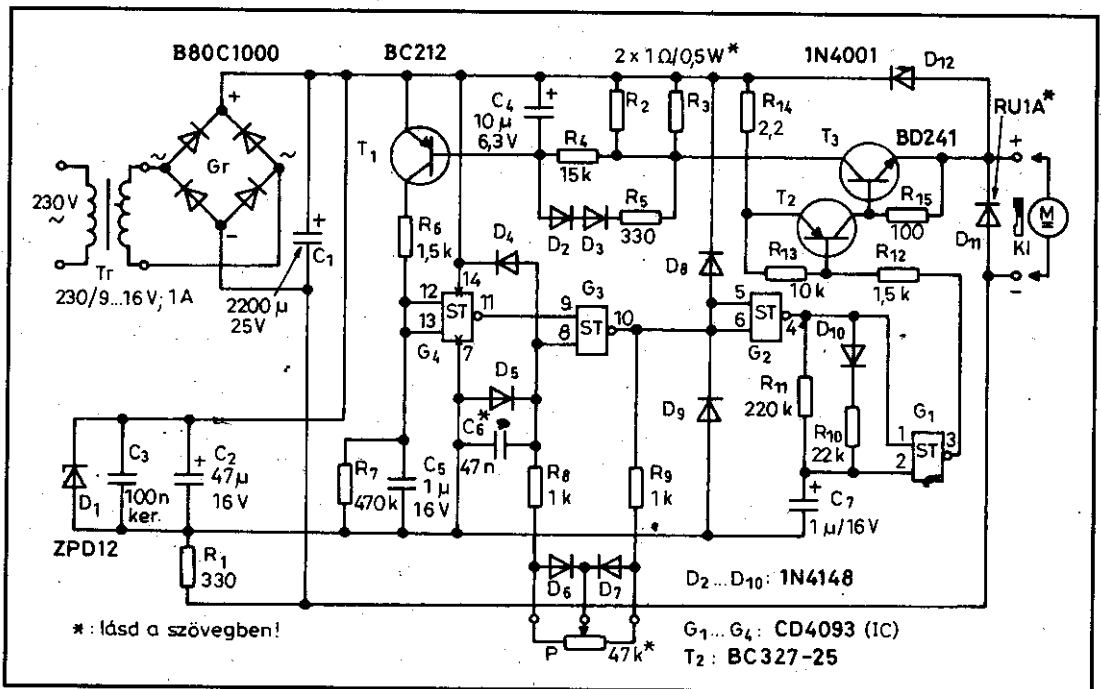 B80C1000
BC212
2 x 1 Ω/0,5W*
1N4001
D12
RU1A*
+
C4
10 µ
6,3V
+
R2
R3
R14
2,2
T3
BD241
+
~
Gr
~
-
T1
R4
15k
T2
R15
100
M
230V
~
Tr
230/9...16V; 1A
+
C1
2200 µ
25V
R6
1,5k
D2
D3
R5
330
D4
D8
R13
10k
R12
1,5k
D11
KI
-
14
12
13
ST
11
G4
7
G3
9
8
ST
10
5
6
ST
4
G2
D10
D5
C6*
47n
D9
R11
220k
R10
22k
G1
1
2
ST
3
C3
100n
ker.
+
C2
47µ
16V
D1
R7
470k
C5
1 µ
16V
R8
1k
R9
1k
+
C7
1 µ/16V
ZPD12
R1
330
D6
D7
D2...D10: 1N4148
*: lásd a szövegben!
P
47k*
G1...G4: CD4093 (IC)
T2: BC327-25